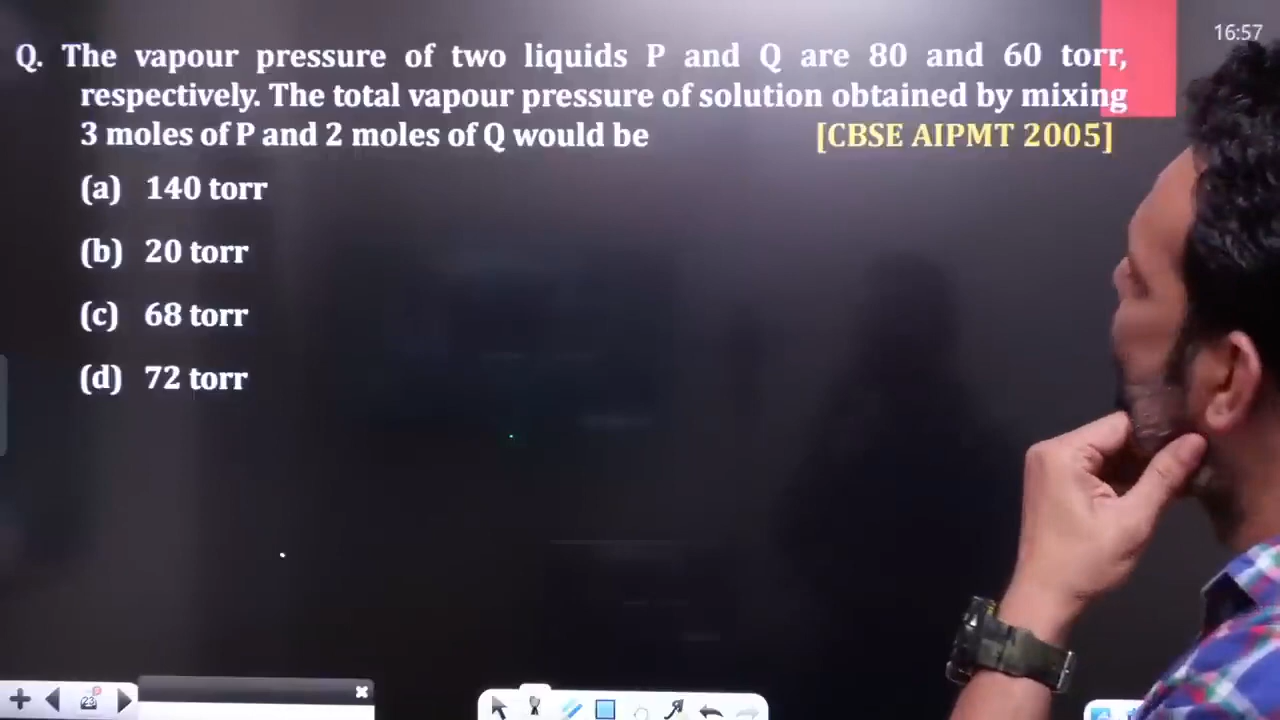 16:57
Q. The vapour pressure of two liquids P and Q are 80 and 60 torr,
respectively. The total vapour pressure of solution obtained by mixing
3 moles of P and 2 moles of Q would be [CBSE AIPMT 2005]
(a) 140 torr
(b) 20 torr
(c) 68 torr
(d) 72 torr
23